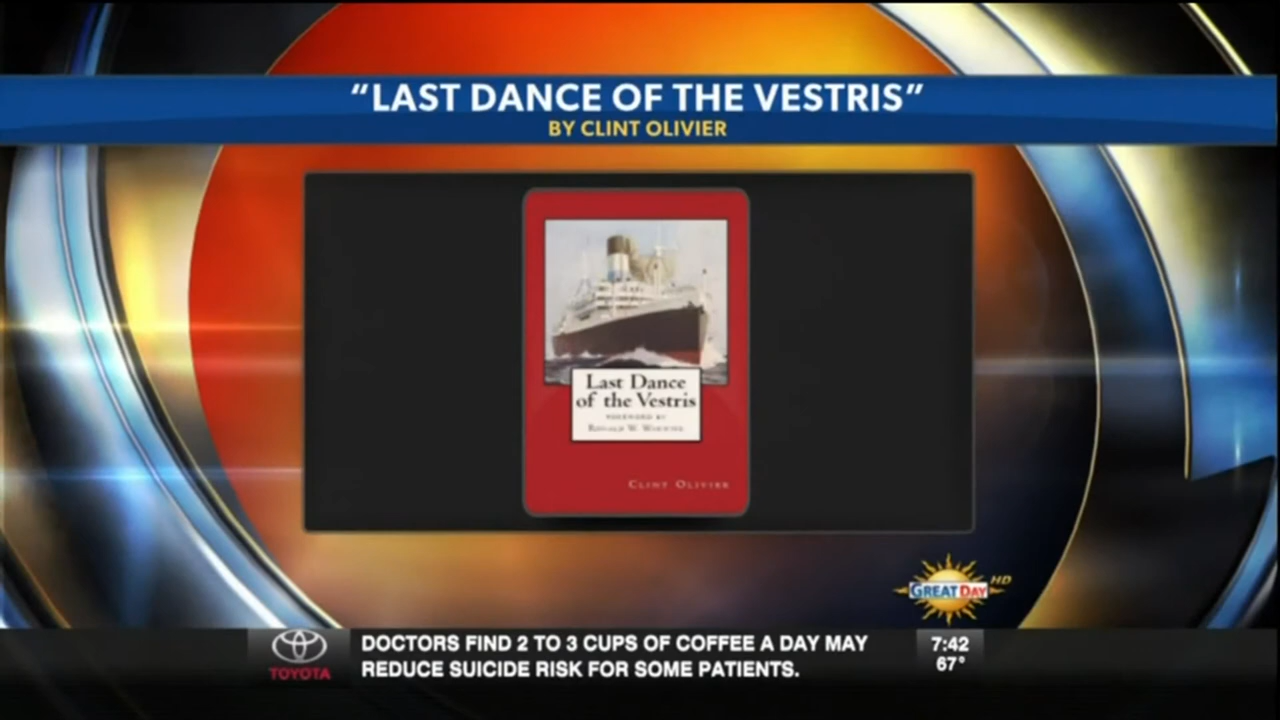 “LAST DANCE OF THE VESTRIS”
BY CLINT OLIVIER
Last Dance
of the Vestris
FOREWORD BY
RONALD W.
CLINT OLIVIER
GREAT DAY HD
TOYOTA
DOCTORS FIND 2 TO 3 CUPS OF COFFEE A DAY MAY
REDUCE SUICIDE RISK FOR SOME PATIENTS.
7:42
67°